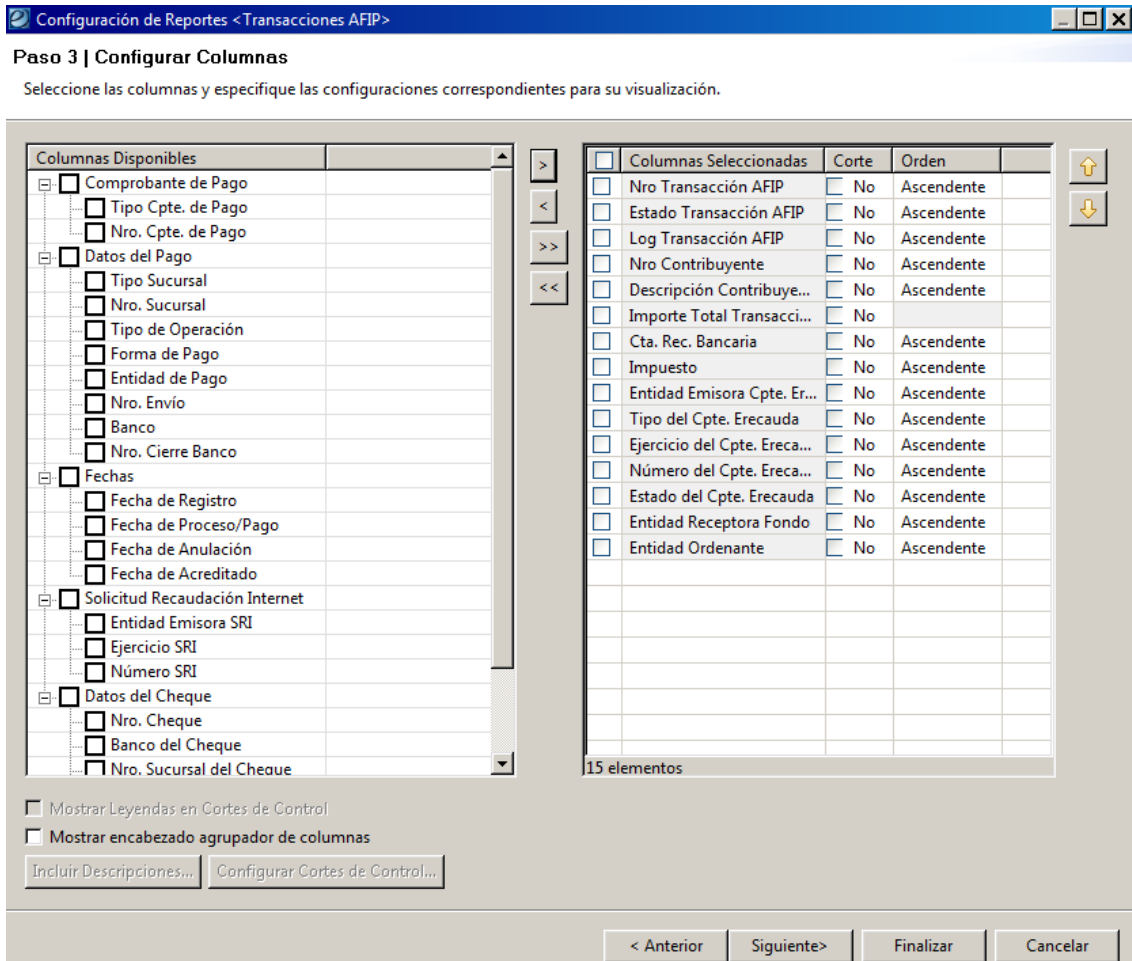 Configuración de Reportes <Transacciones AFIP>
Paso 3 | Configurar Columnas
Seleccione las columnas y especifique las configuraciones correspondientes para su visualización.
Columnas Disponibles
Comprobante de Pago
Tipo Cpte. de Pago
Nro. Cpte. de Pago
Datos del Pago
Tipo Sucursal
Nro. Sucursal
Tipo de Operación
Forma de Pago
Entidad de Pago
Nro. Envío
Banco
Nro. Cierre Banco
Fechas
Fecha de Registro
Fecha de Proceso/Pago
Fecha de Anulación
Fecha de Acreditado
Solicitud Recaudación Internet
Entidad Emisora SRI
Ejercicio SRI
Número SRI
Datos del Cheque
Nro. Cheque
Banco del Cheque
Nro. Sucursal del Cheque
>
<
>>
<<
Columnas Seleccionadas Corte Orden
Nro Transacción AFIP No Ascendente
Estado Transacción AFIP No Ascendente
Log Transacción AFIP No Ascendente
Nro Contribuyente No Ascendente
Descripción Contribuye... No Ascendente
Importe Total Transacci... No
Cta. Rec. Bancaria No Ascendente
Impuesto No Ascendente
Entidad Emisora Cpte. Er... No Ascendente
Tipo del Cpte. Erecauda No Ascendente
Ejercicio del Cpte. Ereca... No Ascendente
Número del Cpte. Ereca... No Ascendente
Estado del Cpte. Erecauda No Ascendente
Entidad Receptora Fondo No Ascendente
Entidad Ordenante No Ascendente
15 elementos
Mostrar Leyendas en Cortes de Control
Mostrar encabezado agrupador de columnas
Incluir Descripciones... Configurar Cortes de Control...
< Anterior Siguiente> Finalizar Cancelar